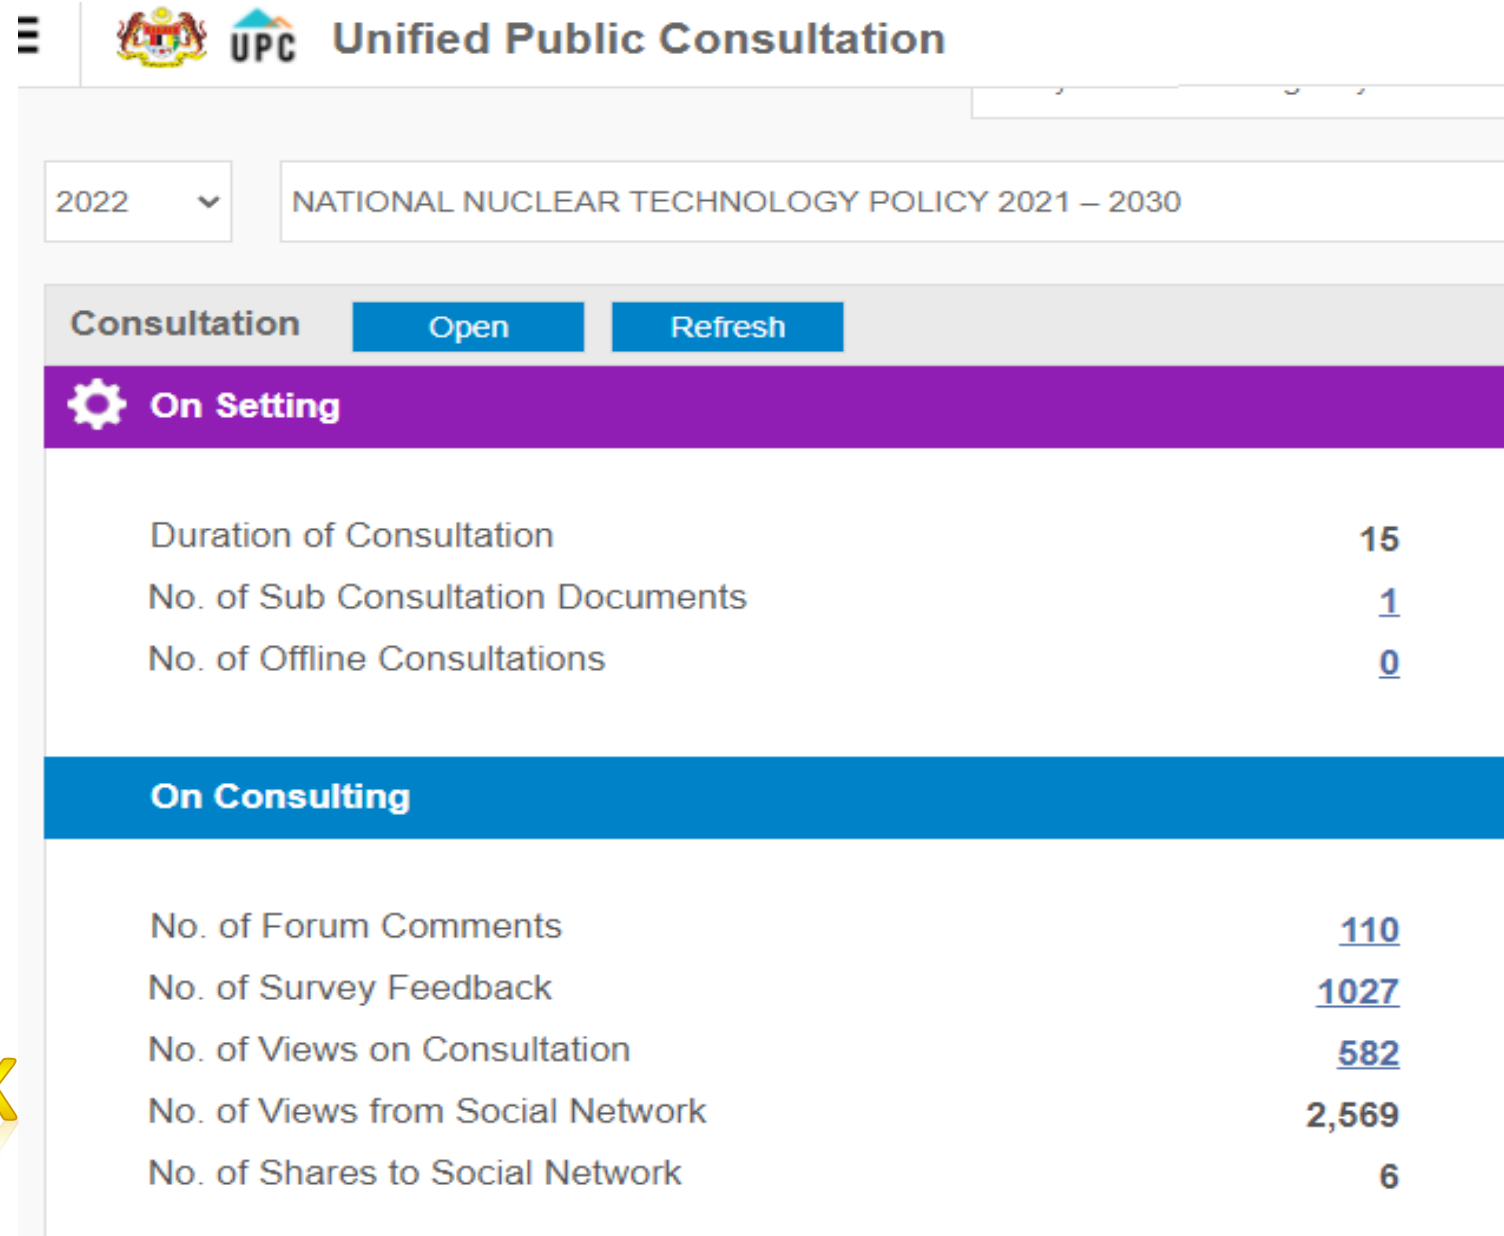 UPC Unified Public Consultation
2022 NATIONAL NUCLEAR TECHNOLOGY POLICY 2021 – 2030
Consultation Open Refresh
On Setting
Duration of Consultation 15
No. of Sub Consultation Documents 1
No. of Offline Consultations 0
On Consulting
No. of Forum Comments 110
No. of Survey Feedback 1027
No. of Views on Consultation 582
No. of Views from Social Network 2,569
No. of Shares to Social Network 6